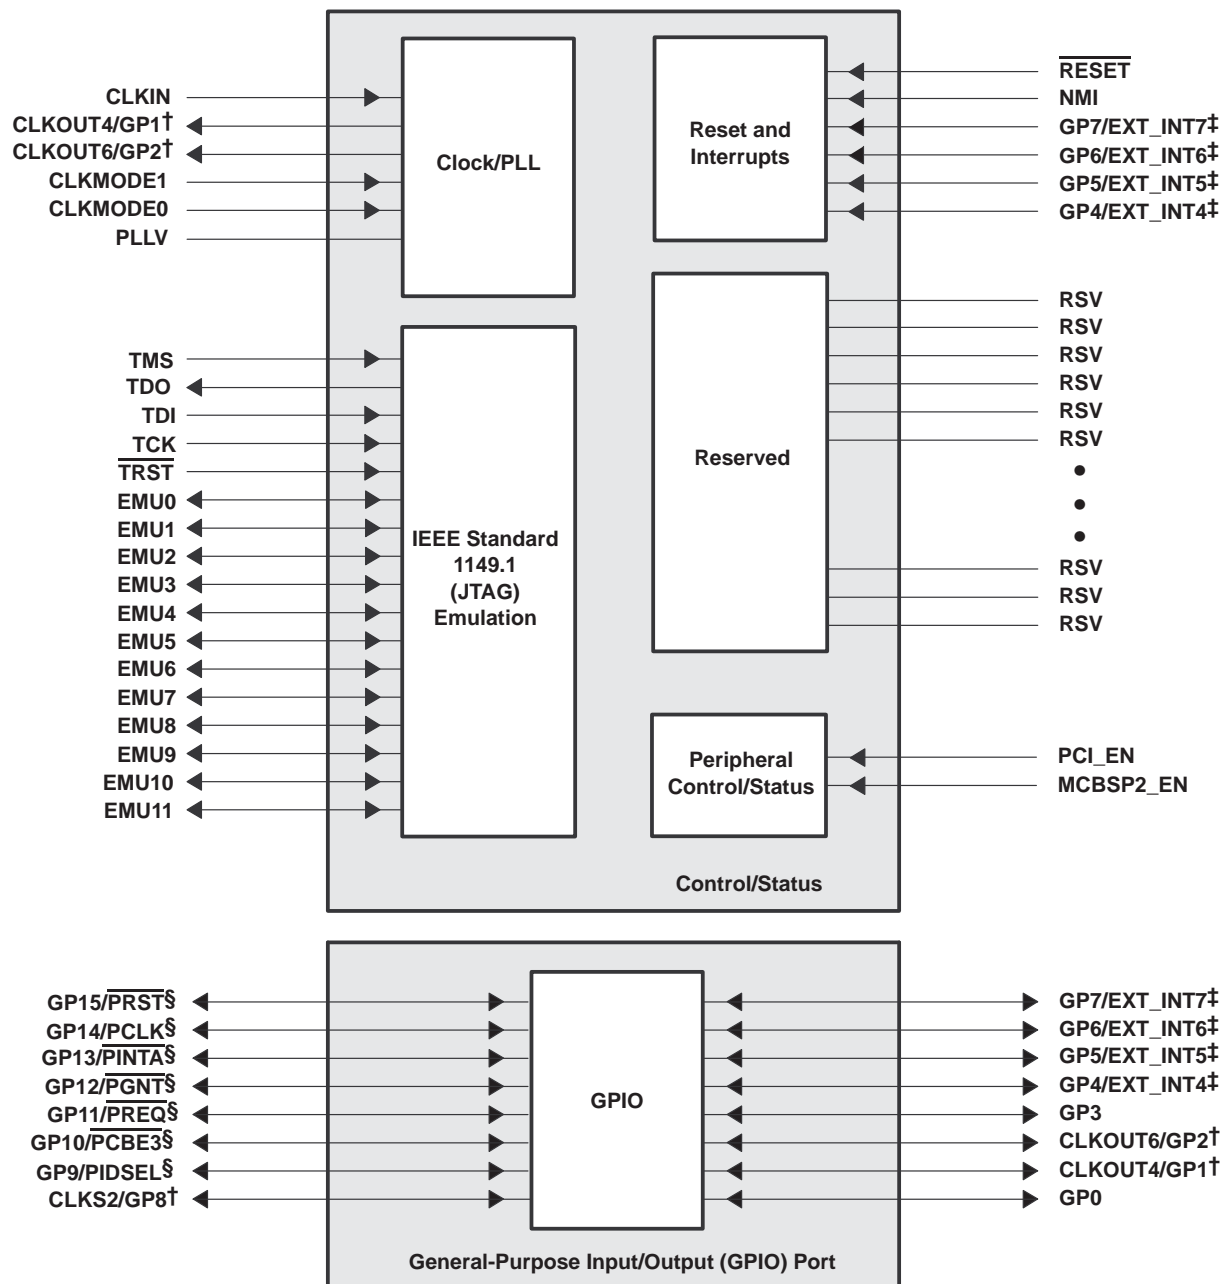 CLKIN
CLKOUT4/GP1†
CLKOUT6/GP2†
CLKMODE1
CLKMODE0
PLLV
Clock/PLL
Reset and
Interrupts
RESET
NMI
GP7/EXT_INT7‡
GP6/EXT_INT6‡
GP5/EXT_INT5‡
GP4/EXT_INT4‡
TMS
TDO
TDI
TCK
TRST
EMU0
EMU1
EMU2
EMU3
EMU4
EMU5
EMU6
EMU7
EMU8
EMU9
EMU10
EMU11
IEEE Standard
1149.1
(JTAG)
Emulation
Reserved
RSV
RSV
RSV
RSV
RSV
RSV
•
•
•
RSV
RSV
RSV
Peripheral
Control/Status
PCI_EN
MCBSP2_EN
Control/Status
GP15/PRST§
GP14/PCLK§
GP13/PINTA§
GP12/PGNT§
GP11/PREQ§
GP10/PCBE3§
GP9/PIDSEL§
CLKS2/GP8†
GPIO
GP7/EXT_INT7‡
GP6/EXT_INT6‡
GP5/EXT_INT5‡
GP4/EXT_INT4‡
GP3
CLKOUT6/GP2†
CLKOUT4/GP1†
GP0
General-Purpose Input/Output (GPIO) Port